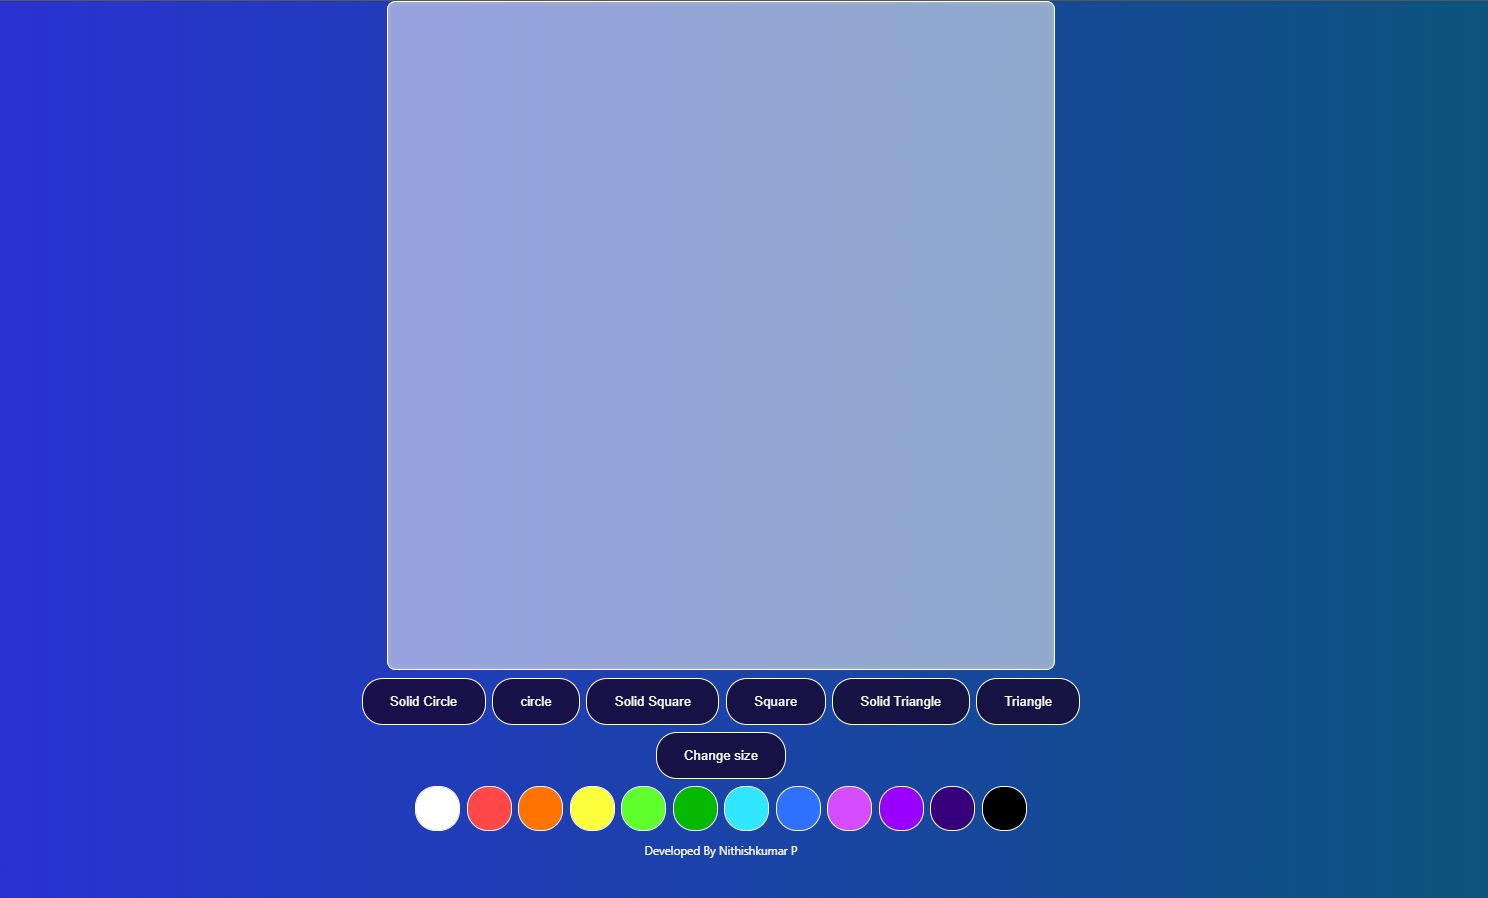 Solid Circle circle Solid Square Square Solid Triangle Triangle
Change size
Developed By Nithishkumar P